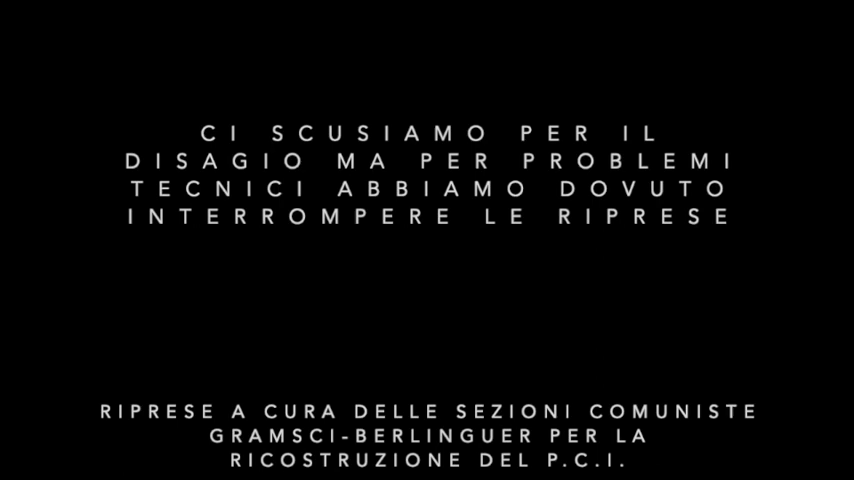 CI SCUSIAMO PER IL
DISAGIO MA PER PROBLEMI
TECNICI ABBIAMO DOVUTO
INTERROMPERE LE RIPRESE
RIPRESE A CURA DELLE SEZIONI COMUNISTE
GRAMSCI-BERLINGUER PER LA
RICOSTRUZIONE DEL P.C.I.